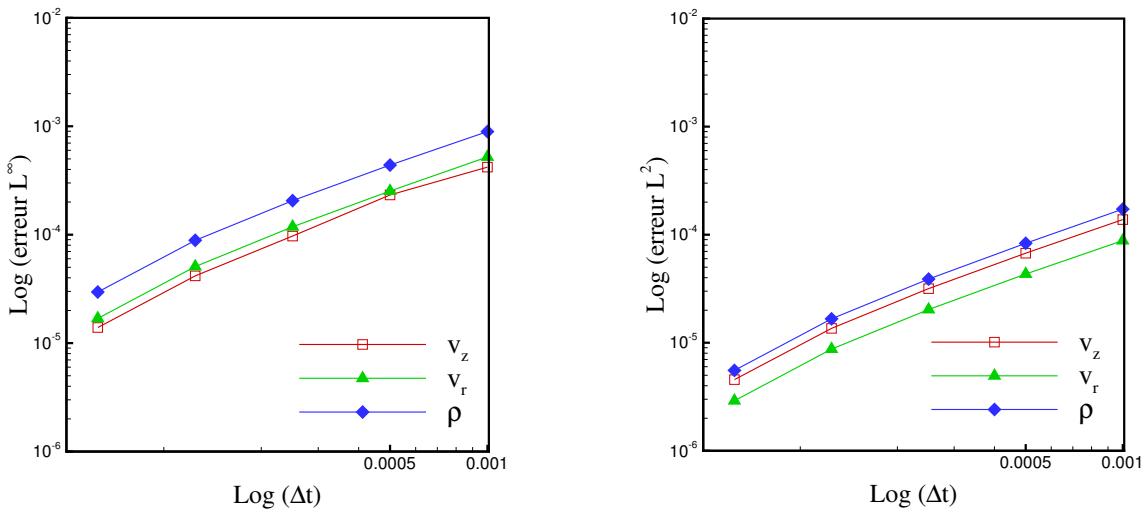 10⁻²
10⁻³
10⁻⁴
10⁻⁵
10⁻⁶
Log (erreur L^∞)
v_z
v_r
ρ
0.0005 0.001
Log (Δt)
10⁻²
10⁻³
10⁻⁴
10⁻⁵
10⁻⁶
Log (erreur L²)
v_z
v_r
ρ
0.0005 0.001
Log (Δt)